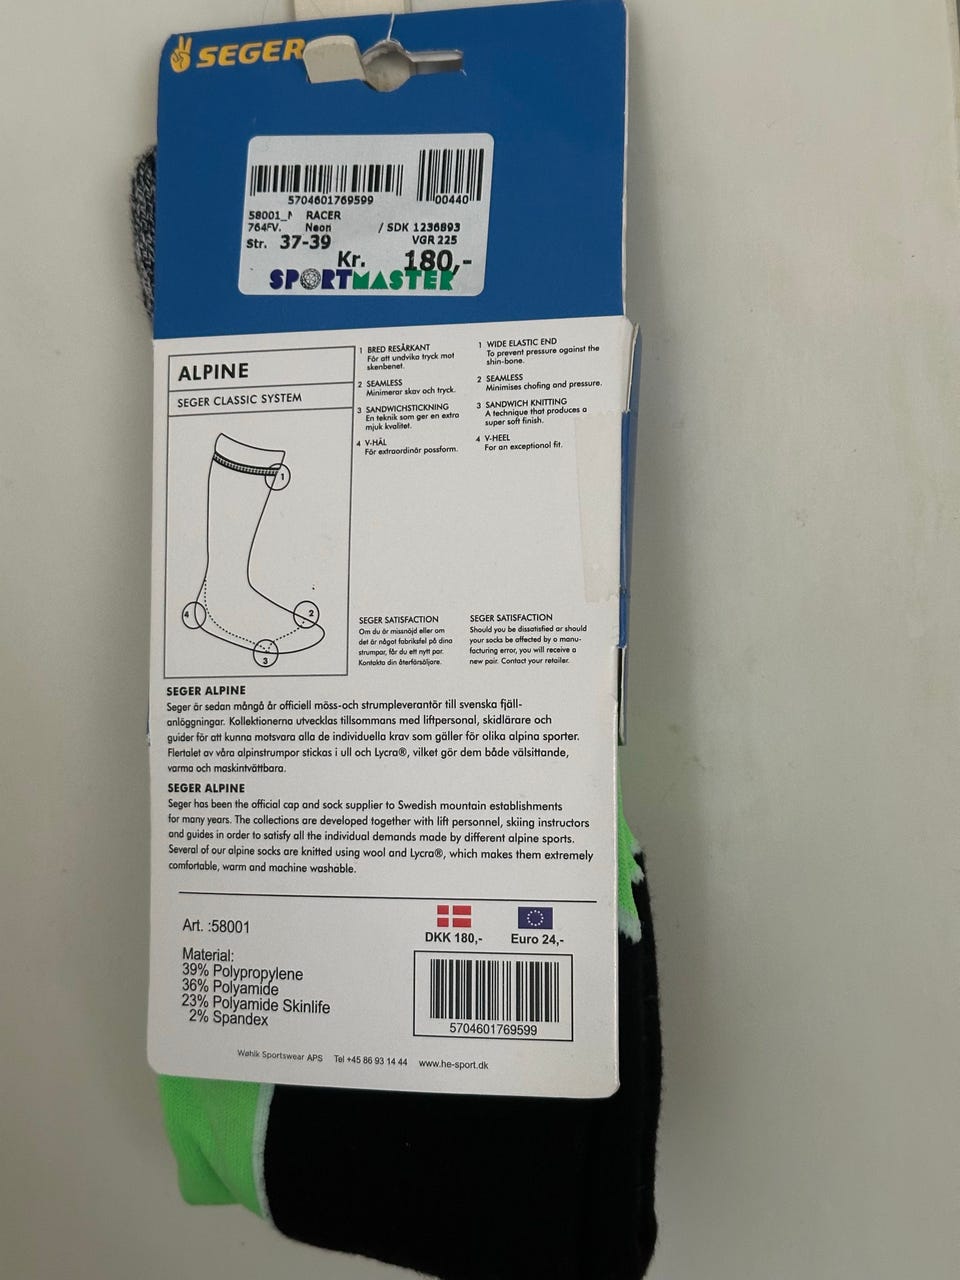 SEGER
5704601769599
00440
58001_ RACER
764FV. Neon / SDK 1236893
Str. 37-39 VGR 225
Kr. 180,-
SPORTMASTER
ALPINE
SEGER CLASSIC SYSTEM
1
4
2
3
1 BRED RESÅRKANT
För att undvika tryck mot
skenbenet.
2 SEAMLESS
Minimerar skav och tryck.
3 SANDWICHSTICKNING
En teknik som ger en extra
mjuk kvalitet.
4 V-HÄL
För extraordinär passform.
1 WIDE ELASTIC END
To prevent pressure against the
shin-bone.
2 SEAMLESS
Minimises chafing and pressure.
3 SANDWICH KNITTING
A technique that produces a
super soft finish.
4 V-HEEL
For an exceptional fit.
SEGER SATISFACTION
Om du är missnöjd eller om
det är något fabriksfel på dina
strumpor, får du ett nytt par.
Kontakta din återförsäljare.
SEGER SATISFACTION
Should you be dissatisfied or should
your socks be affected by a manu-
facturing error, you will receive a
new pair. Contact your retailer.
SEGER ALPINE
Seger är sedan mångå år officiell möss-och strumpleverantör till svenska fjäll-
anlöggningar. Kollektionerna utvecklas tillsommans med liftpersonal, skidlärare och
guider för att kunna motsvara alla de individuella krav som gäller för olika alpina sporter.
Flertalet av våra alpinstrumpor stickas i ull och Lycra®, vilket gör dem både välsittande,
varma och maskintvättbara.
SEGER ALPINE
Seger has been the official cap and sock supplier to Swedish mountain establishments
for many years. The collections are developed together with lift personnel, skiing instructors
and guides in order to satisfy all the individual demands made by different alpine sports.
Several of our alpine socks are knitted using wool and Lycra®, which makes them extremely
comfortable, warm and machine washable.
Art. :58001
Material:
39% Polypropylene
36% Polyamide
23% Polyamide Skinlife
2% Spandex
DKK 180,- Euro 24,-
5704601769599
Wøhlk Sportswear APS Tel +45 86 93 14 44 www.he-sport.dk